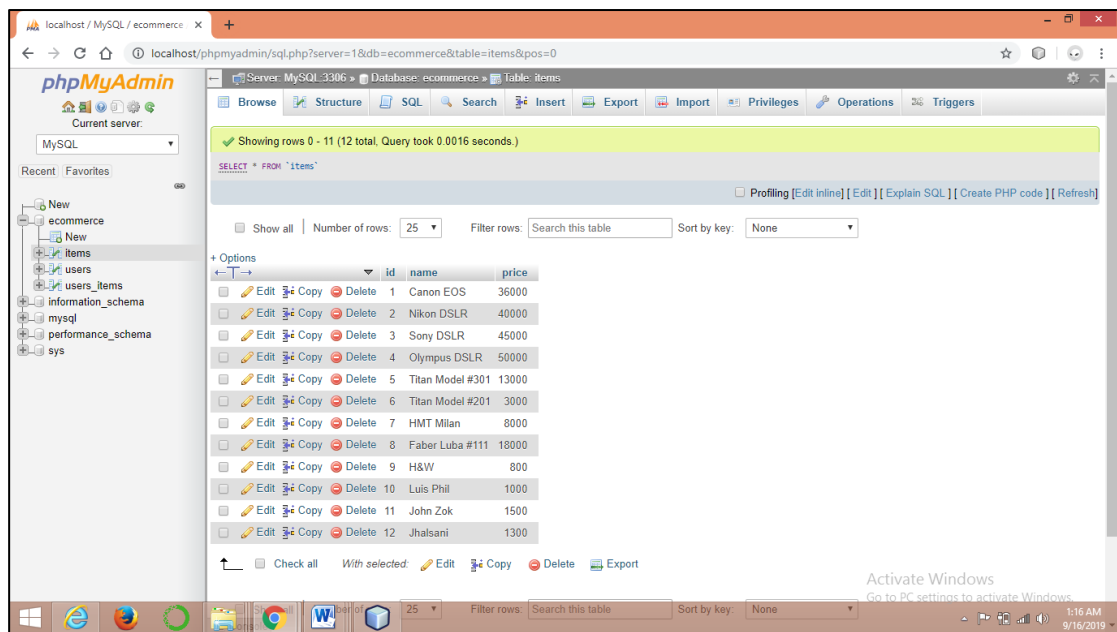 localhost / MySQL / ecommerce
localhost/phpmyadmin/sql.php?server=1&db=ecommerce&table=items&pos=0
phpMyAdmin
Current server:
MySQL
Recent Favorites
New
ecommerce
New
items
users
users_items
information_schema
mysql
performance_schema
sys
Server: MySQL:3306 » Database: ecommerce » Table: items
Browse Structure SQL Search Insert Export Import Privileges Operations Triggers
Showing rows 0 - 11 (12 total, Query took 0.0016 seconds.)
SELECT * FROM `items`
Profiling [Edit inline] [ Edit ] [ Explain SQL ] [ Create PHP code ] [ Refresh]
Show all Number of rows: 25 Filter rows: Search this table Sort by key: None
+ Options
id name price
Edit Copy Delete 1 Canon EOS 36000
Edit Copy Delete 2 Nikon DSLR 40000
Edit Copy Delete 3 Sony DSLR 45000
Edit Copy Delete 4 Olympus DSLR 50000
Edit Copy Delete 5 Titan Model #301 13000
Edit Copy Delete 6 Titan Model #201 3000
Edit Copy Delete 7 HMT Milan 8000
Edit Copy Delete 8 Faber Luba #111 18000
Edit Copy Delete 9 H&W 800
Edit Copy Delete 10 Luis Phil 1000
Edit Copy Delete 11 John Zok 1500
Edit Copy Delete 12 Jhalsani 1300
Check all With selected: Edit Copy Delete Export
Activate Windows
Go to PC settings to activate Windows.
25 Filter rows: Search this table Sort by key: None
1:16 AM
9/16/2019